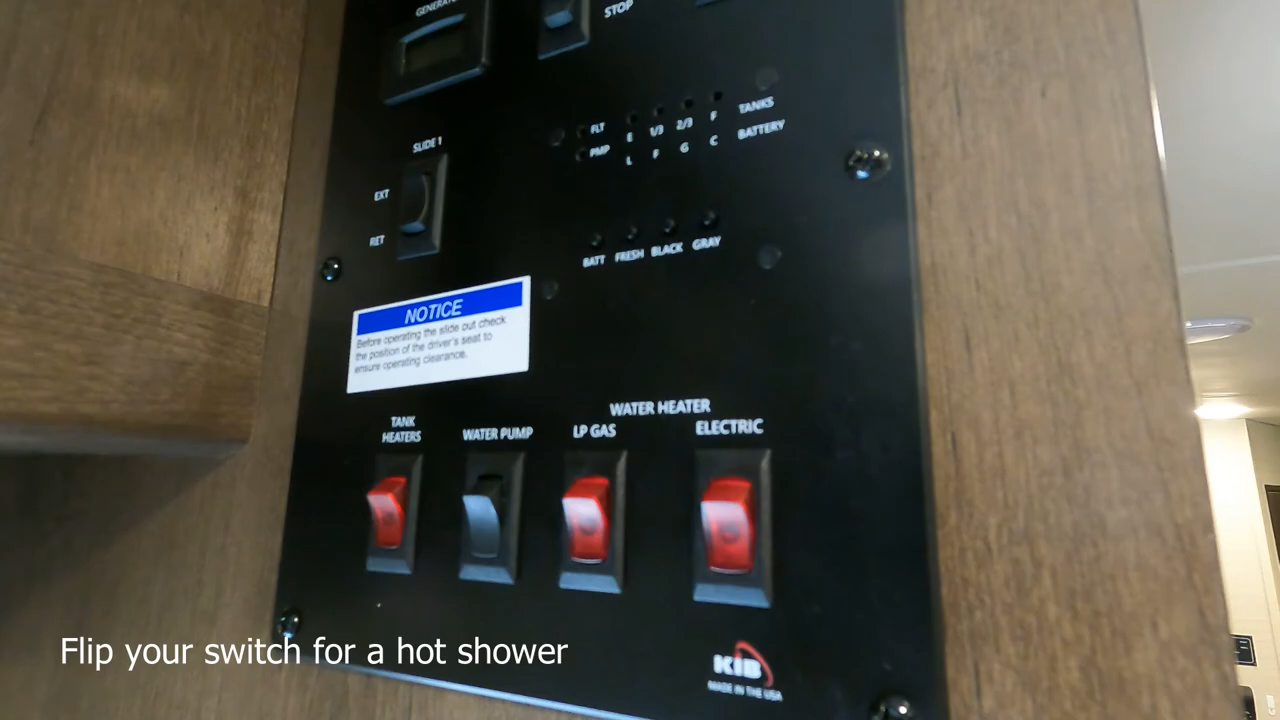 STOP
SLIDE 1
EXT
RET
FLT E 1/3 2/3 F TANKS
PMP L F G C BATTERY
BATT FRESH BLACK GRAY
NOTICE
Before operating the slide out check
the position of the driver's seat to
ensure operating clearance.
WATER HEATER
TANK
HEATERS
WATER PUMP
LP GAS
ELECTRIC
Flip your switch for a hot shower
KIB
MADE IN THE USA